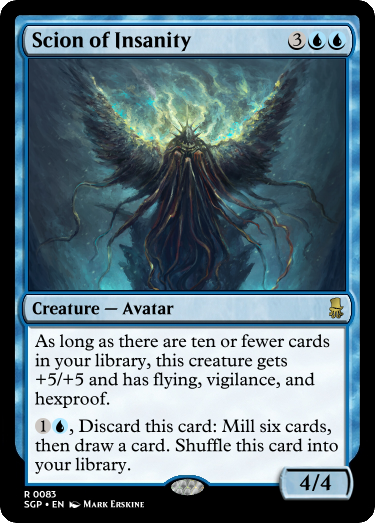 Scion of Insanity 3
Creature — Avatar
As long as there are ten or fewer cards
in your library, this creature gets
+5/+5 and has flying, vigilance, and
hexproof.
1, Discard this card: Mill six cards,
then draw a card. Shuffle this card into
your library.
4/4
R 0083
SGP • EN Mark Erskine